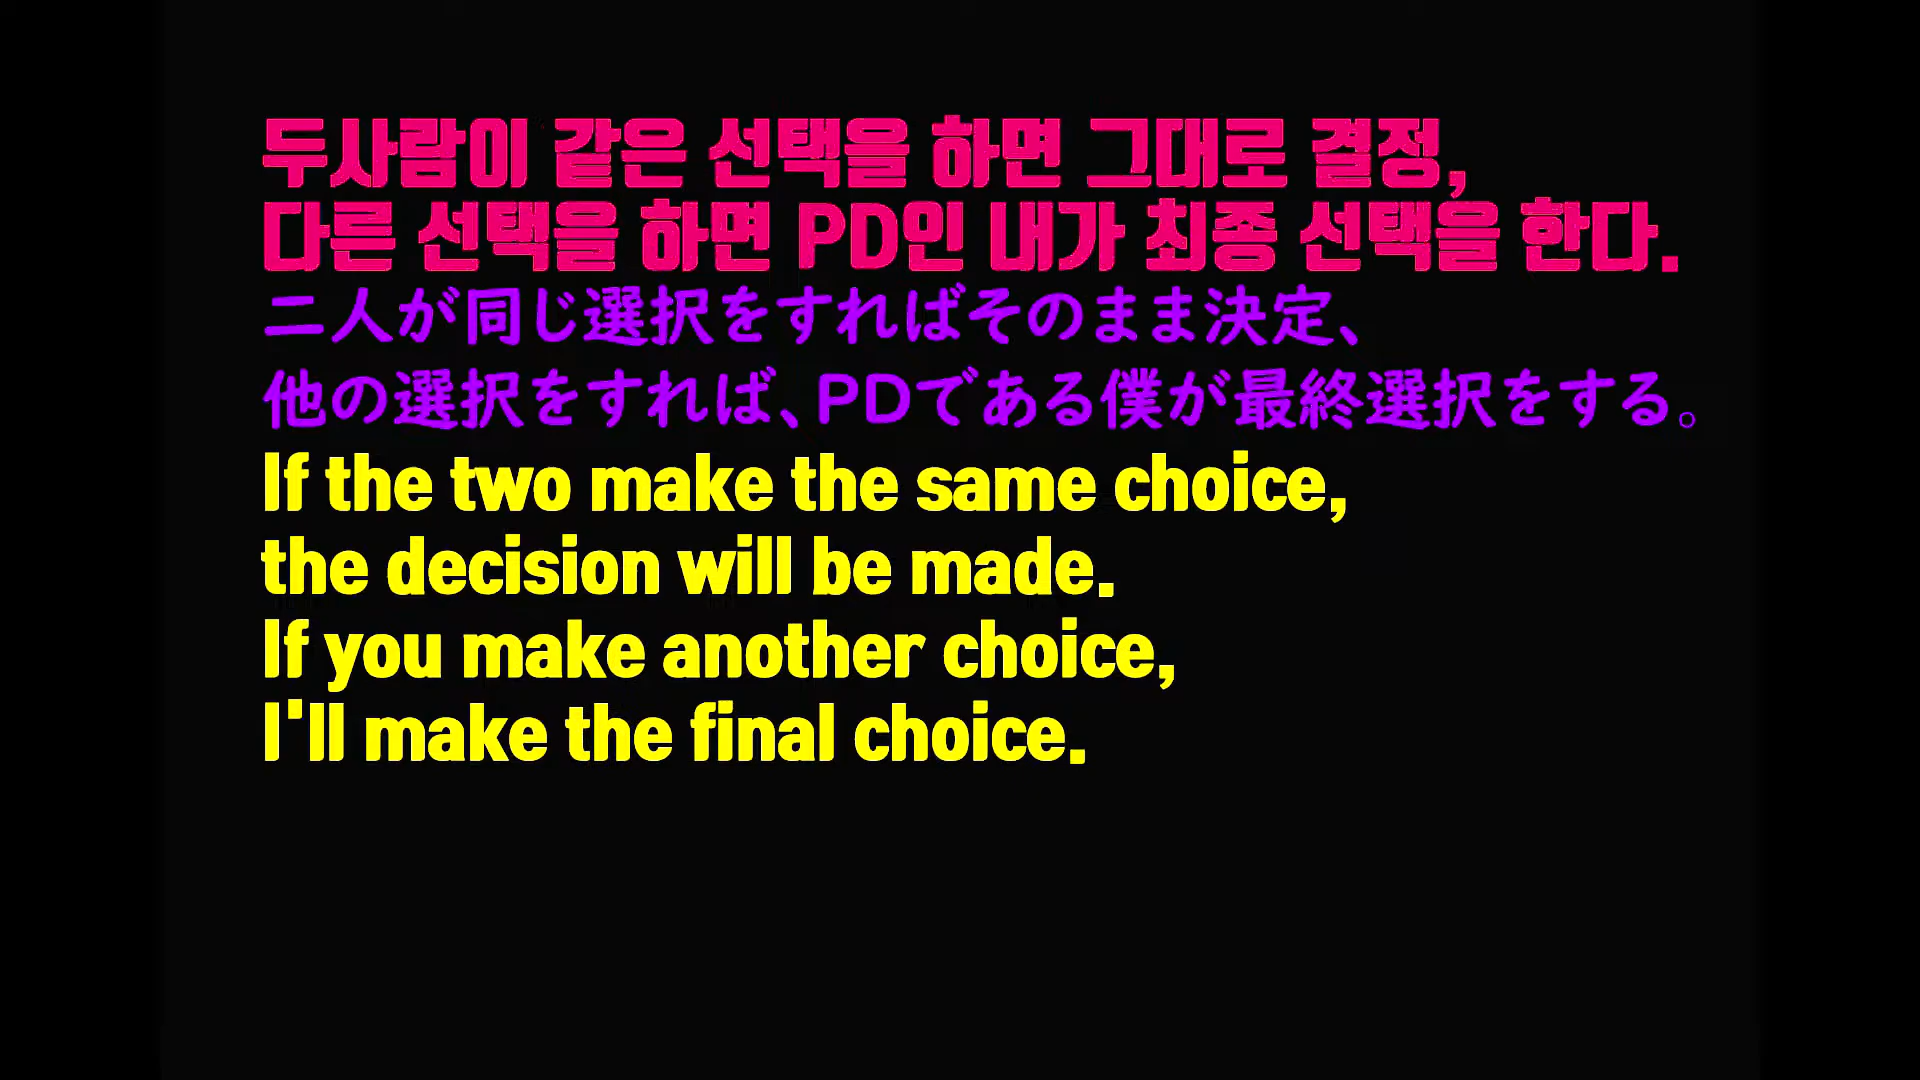 두사람이 같은 선택을 하면 그대로 결정,
다른 선택을 하면 PD인 내가 최종 선택을 한다.
二人が同じ選択をすればそのまま決定、
他の選択をすれば、PDである僕が最終選択をする。
If the two make the same choice,
the decision will be made.
If you make another choice,
I'll make the final choice.